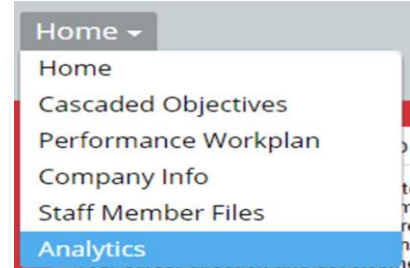 Home
Home
Cascaded Objectives
Performance Workplan
Company Info
Staff Member Files
Analytics